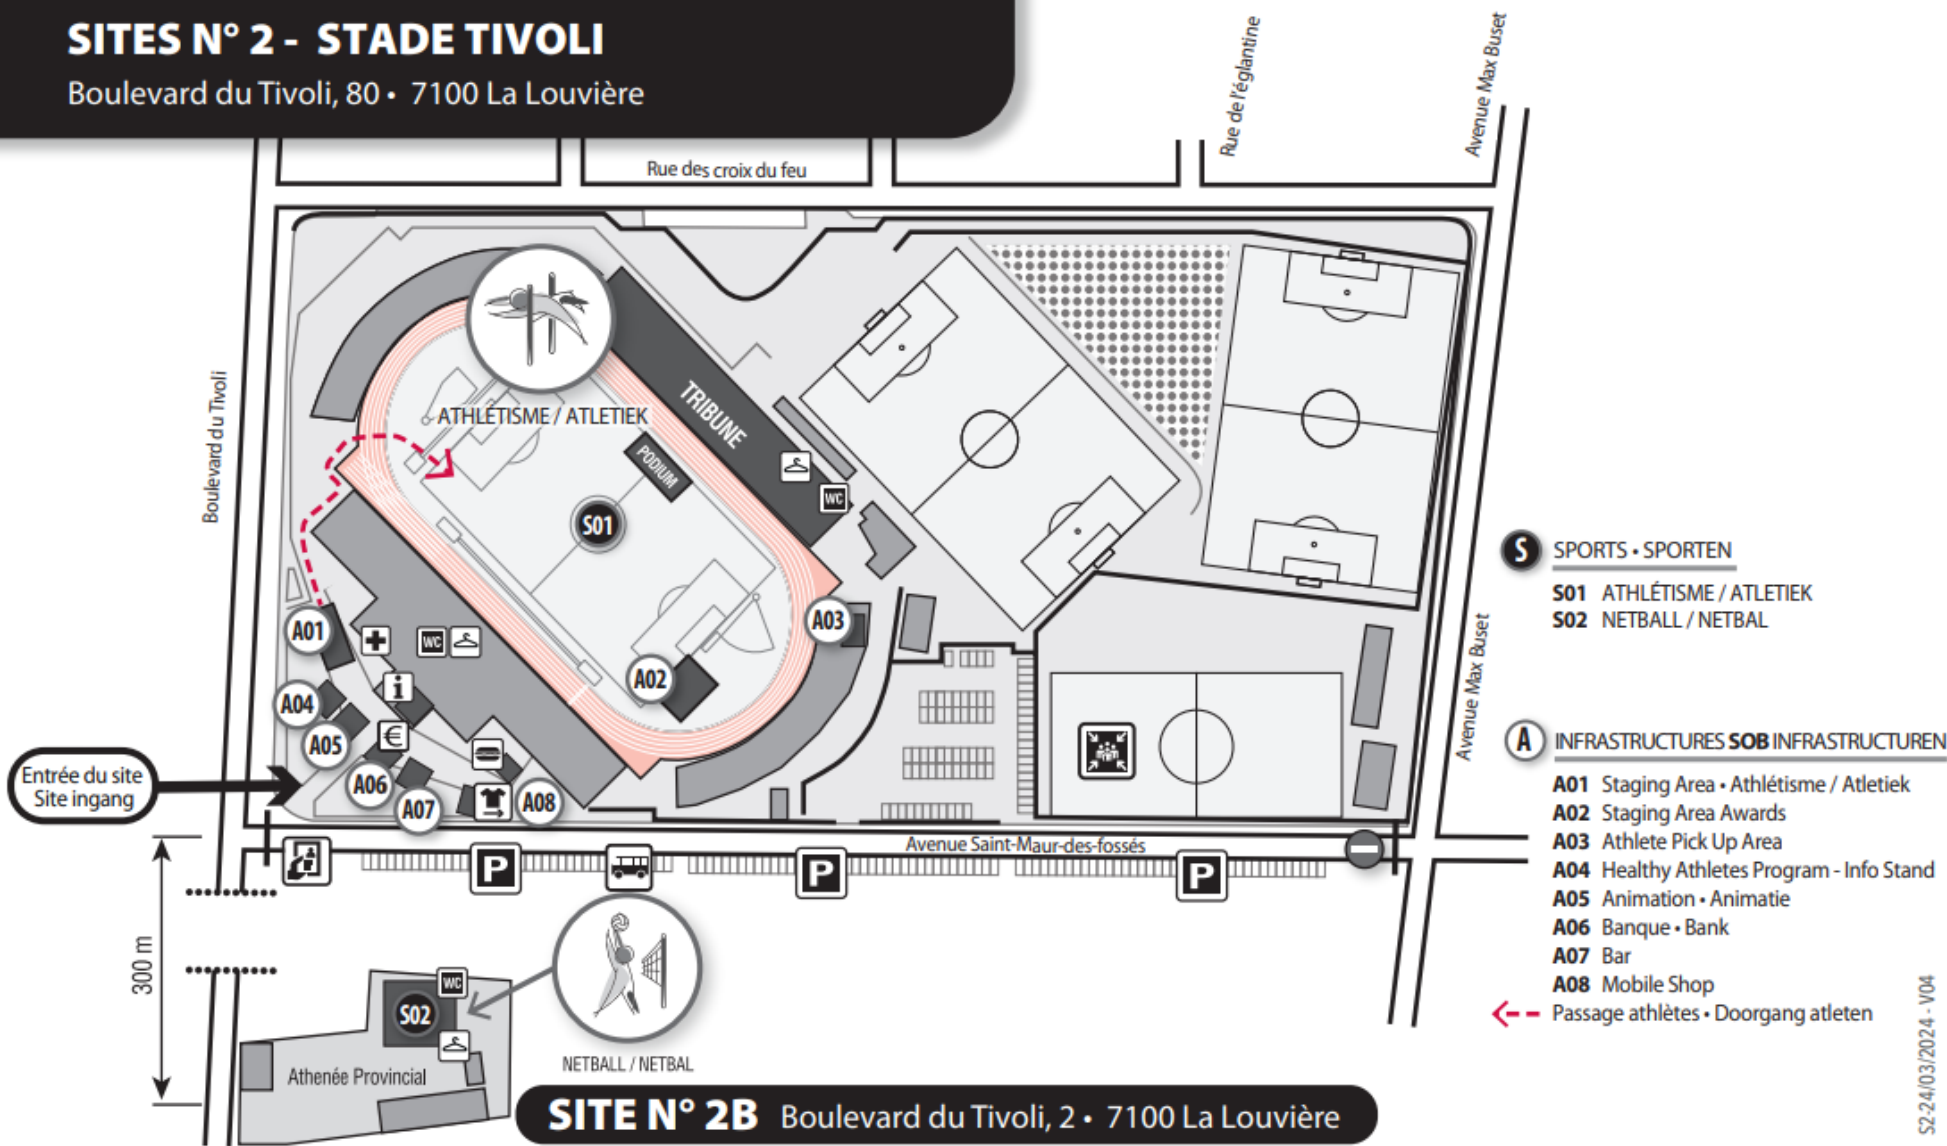 SITES N° 2 - STADE TIVOLI
Boulevard du Tivoli, 80 • 7100 La Louvière
Rue de l'églantine
Avenue Max Buset
Rue des croix du feu
Boulevard du Tivoli
ATHLÉTISME / ATLETIEK
TRIBUNE
PODIUM
WC
S01
A01
WC
A02
A03
i
A04
A05
€
A06
A07
A08
Entrée du site
Site ingang
Avenue Max Buset
Avenue Saint-Maur-des-fossés
P
P
P
300 m
WC
S02
Athenée Provincial
NETBALL / NETBAL
SITE N° 2B Boulevard du Tivoli, 2 • 7100 La Louvière
S SPORTS • SPORTEN
S01 ATHLÉTISME / ATLETIEK
S02 NETBALL / NETBAL
A INFRASTRUCTURES SOB INFRASTRUCTUREN
A01 Staging Area • Athlétisme / Atletiek
A02 Staging Area Awards
A03 Athlete Pick Up Area
A04 Healthy Athletes Program - Info Stand
A05 Animation • Animatie
A06 Banque • Bank
A07 Bar
A08 Mobile Shop
Passage athlètes • Doorgang atleten
S2-24/03/2024 - V04